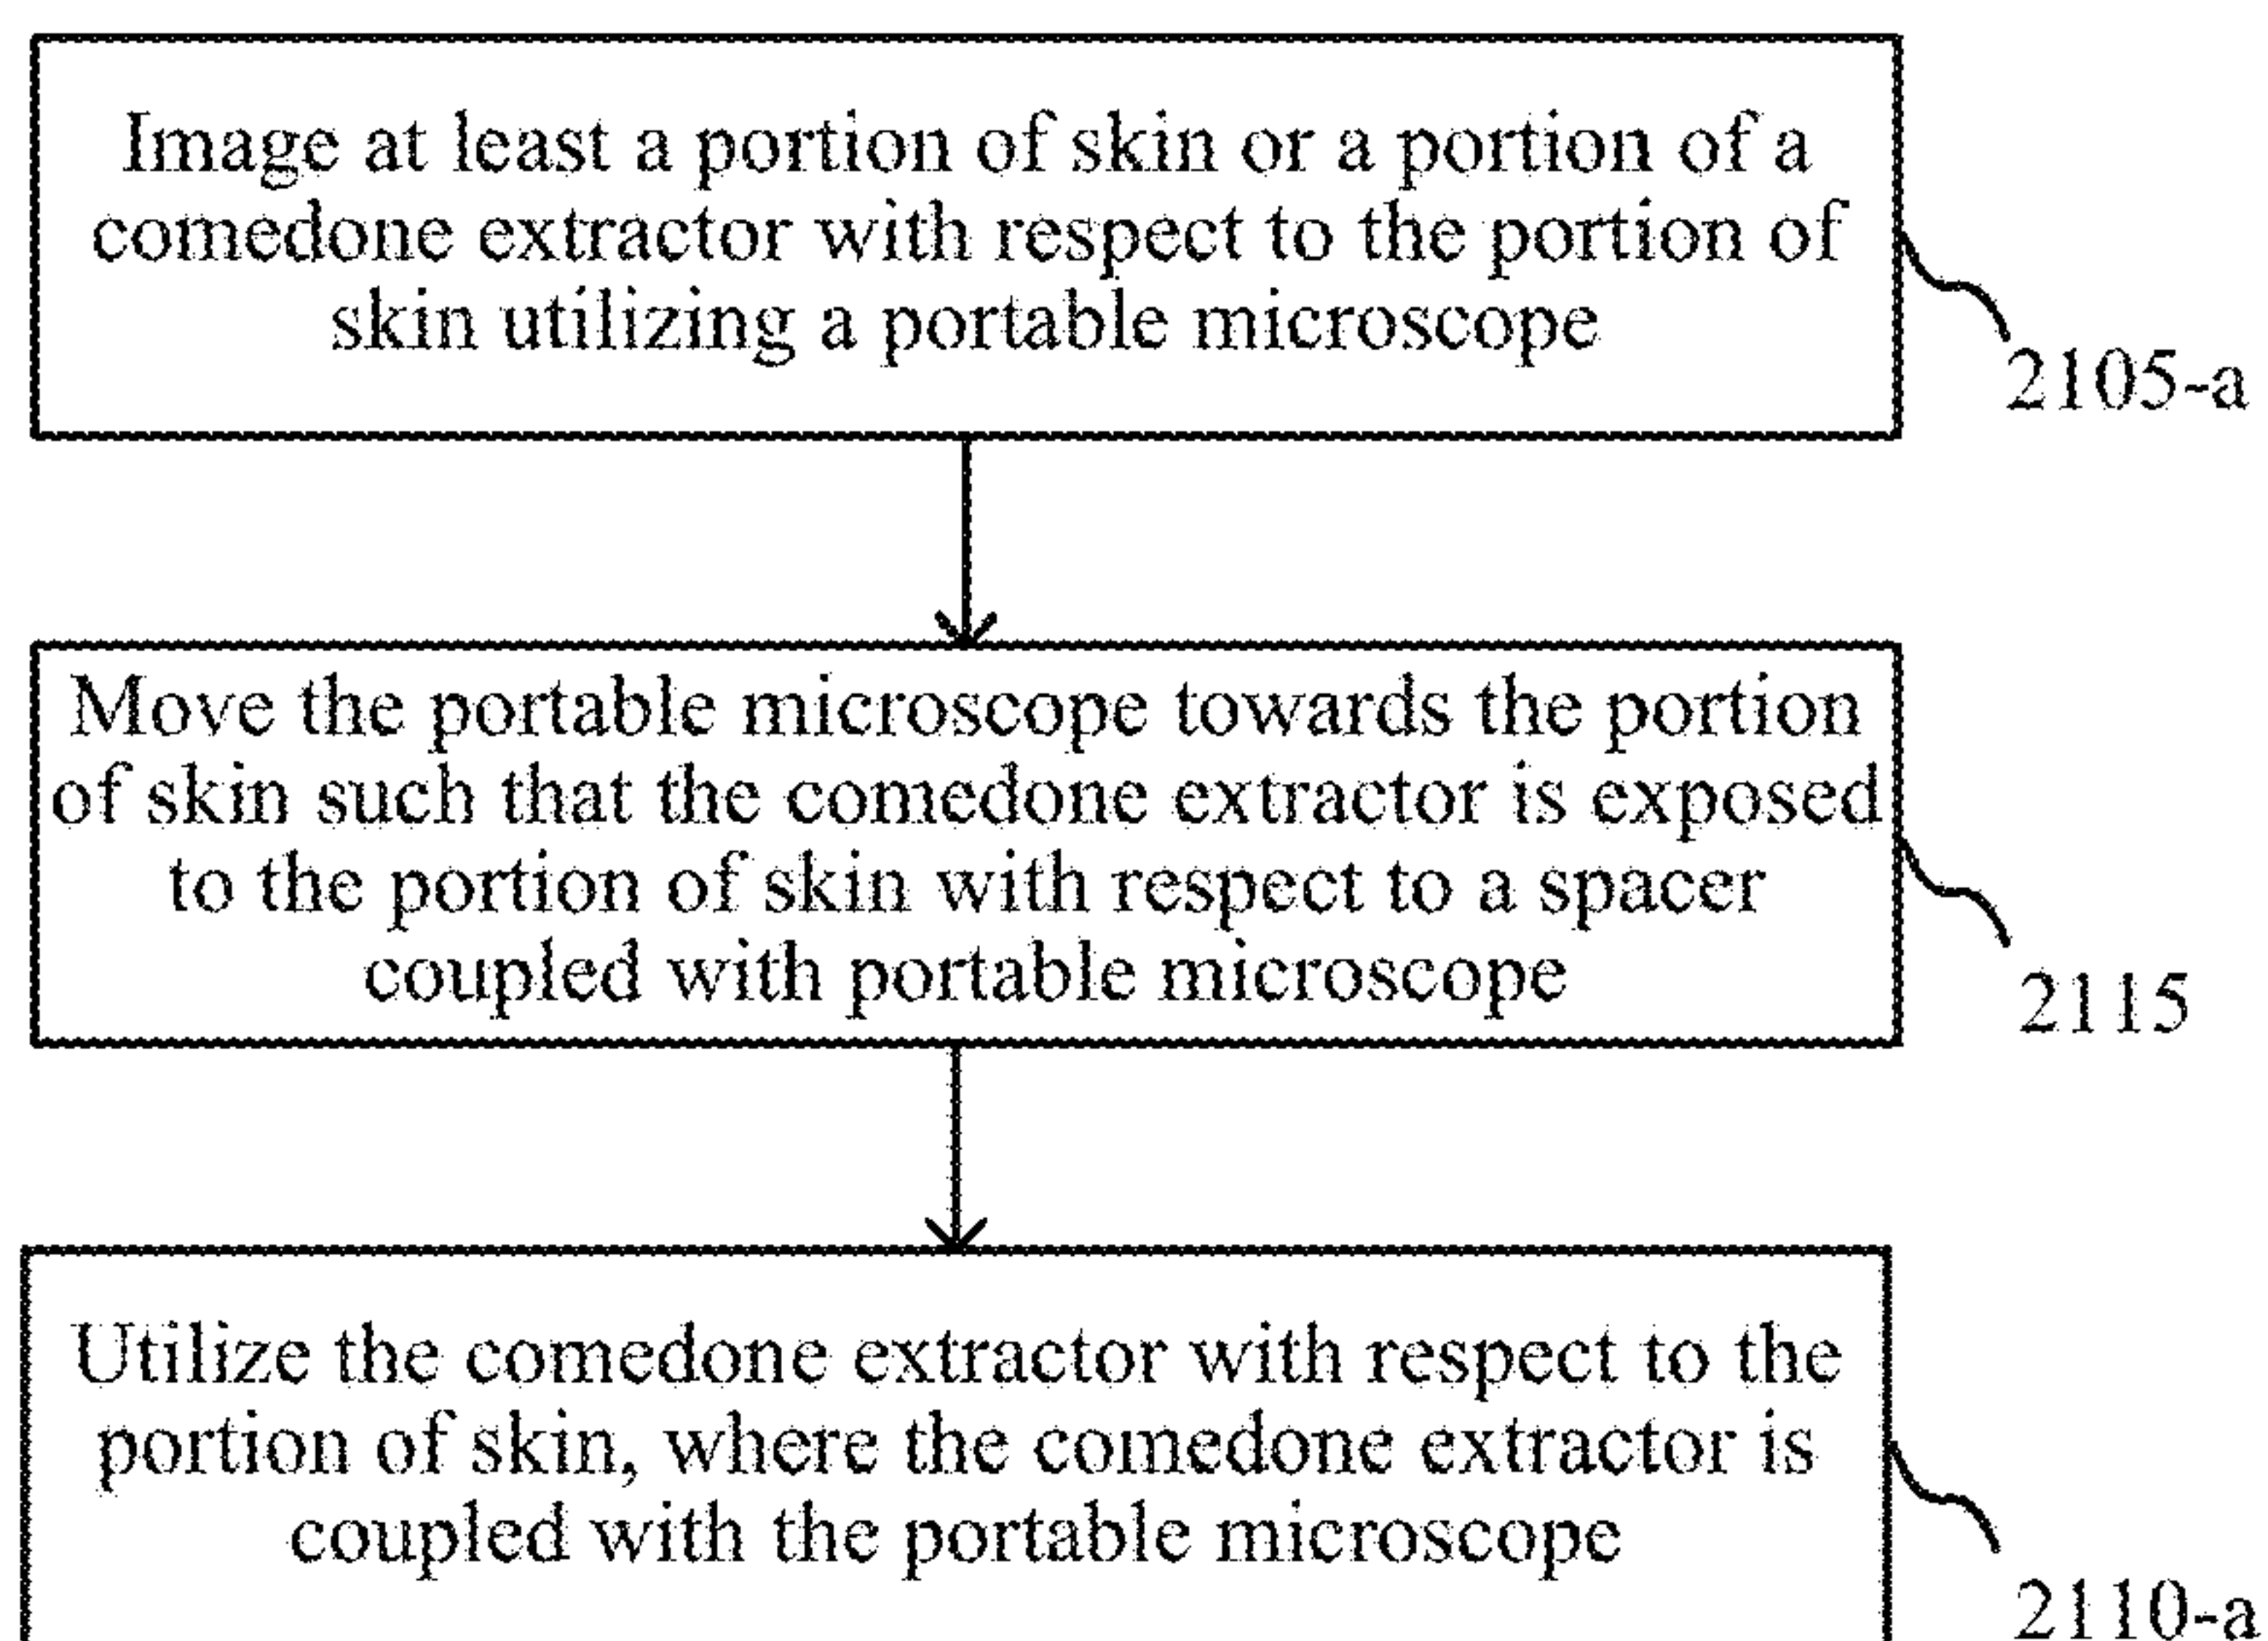 Image at least a portion of skin or a portion of a
comedone extractor with respect to the portion of
skin utilizing a portable microscope
2105-a
Move the portable microscope towards the portion
of skin such that the comedone extractor is exposed
to the portion of skin with respect to a spacer
coupled with portable microscope
2115
Utilize the comedone extractor with respect to the
portion of skin, where the comedone extractor is
coupled with the portable microscope
2110-a